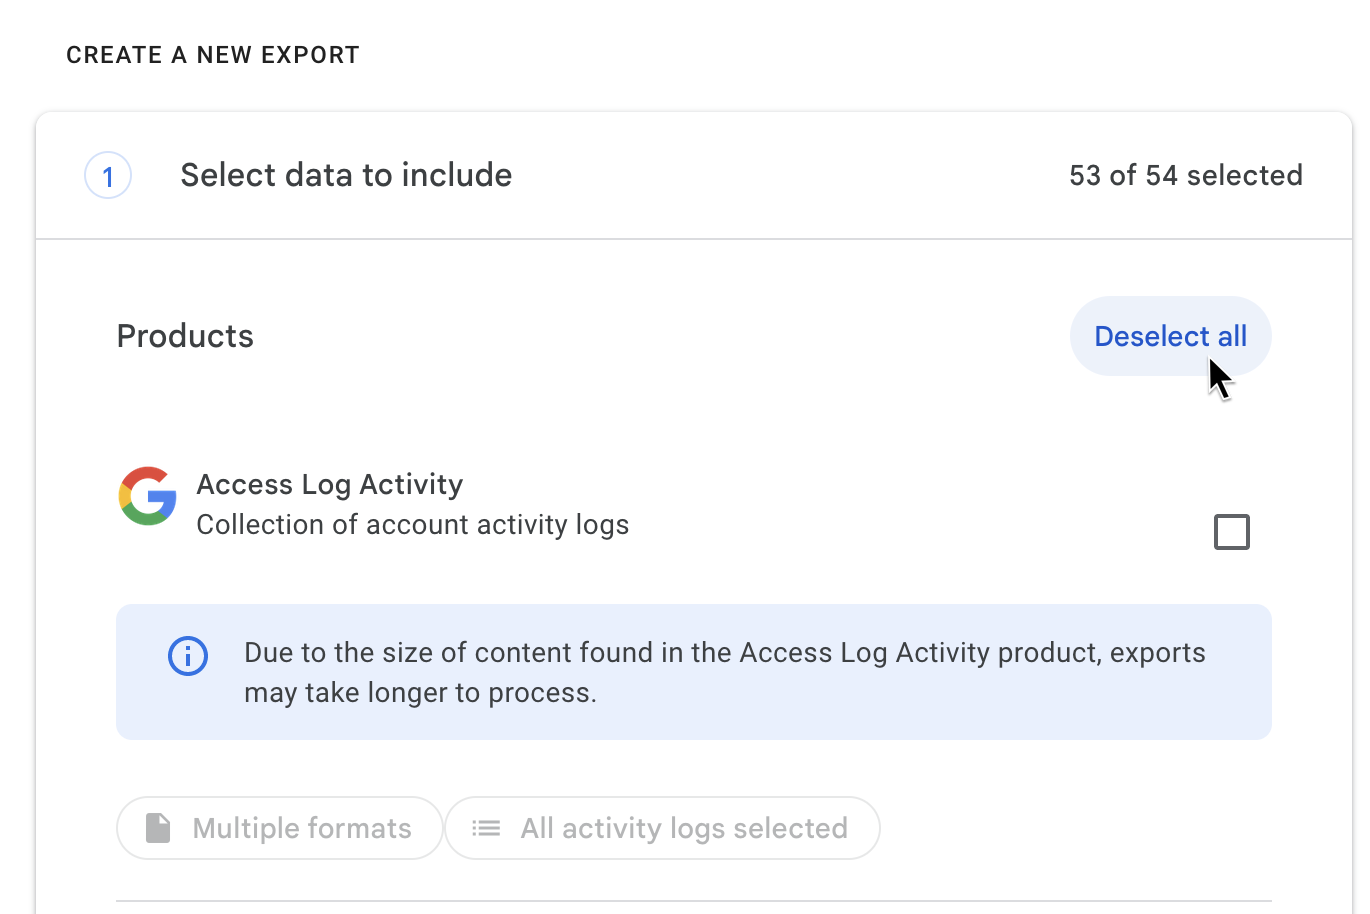 CREATE A NEW EXPORT
1 Select data to include 53 of 54 selected
Products Deselect all
Access Log Activity
Collection of account activity logs
Due to the size of content found in the Access Log Activity product, exports
may take longer to process.
Multiple formats All activity logs selected